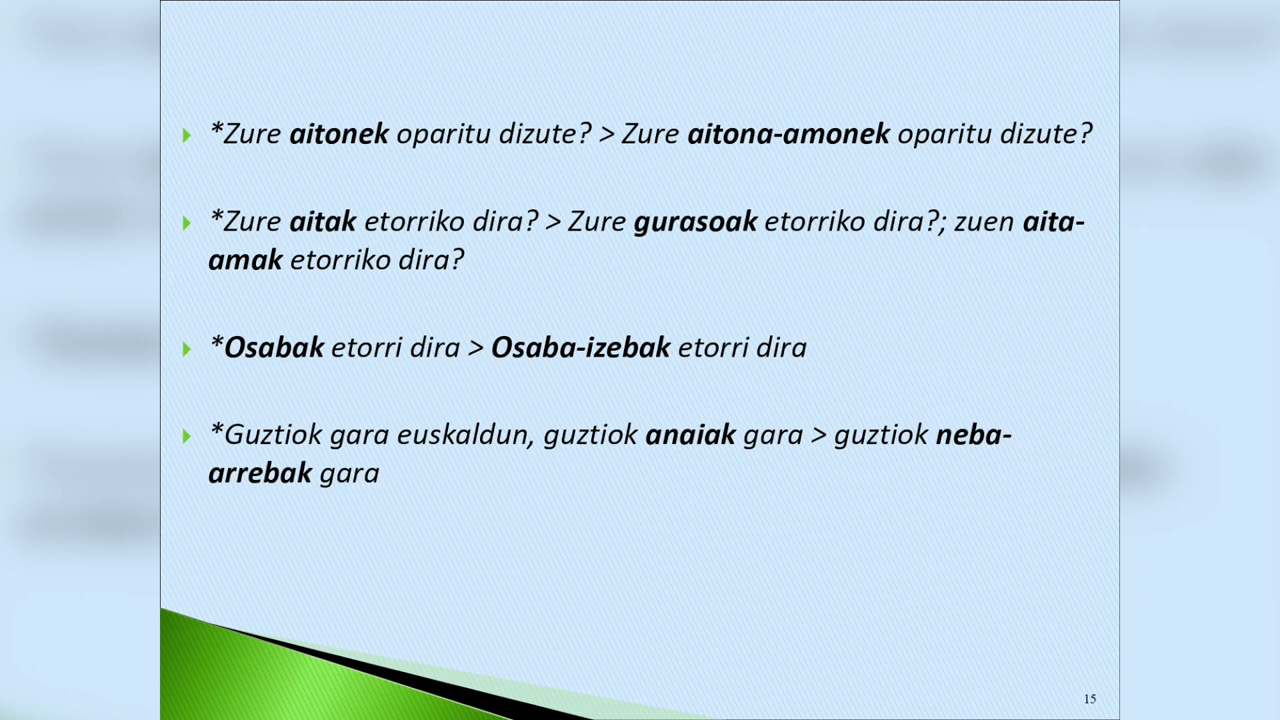 *Zure aitonek oparitu dizute? > Zure aitona-amonek oparitu dizute?
*Zure aitak etorriko dira? > Zure gurasoak etorriko dira?; zuen aita-
amak etorriko dira?
*Osabak etorri dira > Osaba-izebak etorri dira
*Guztiok gara euskaldun, guztiok anaiak gara > guztiok neba-
arrebak gara
15